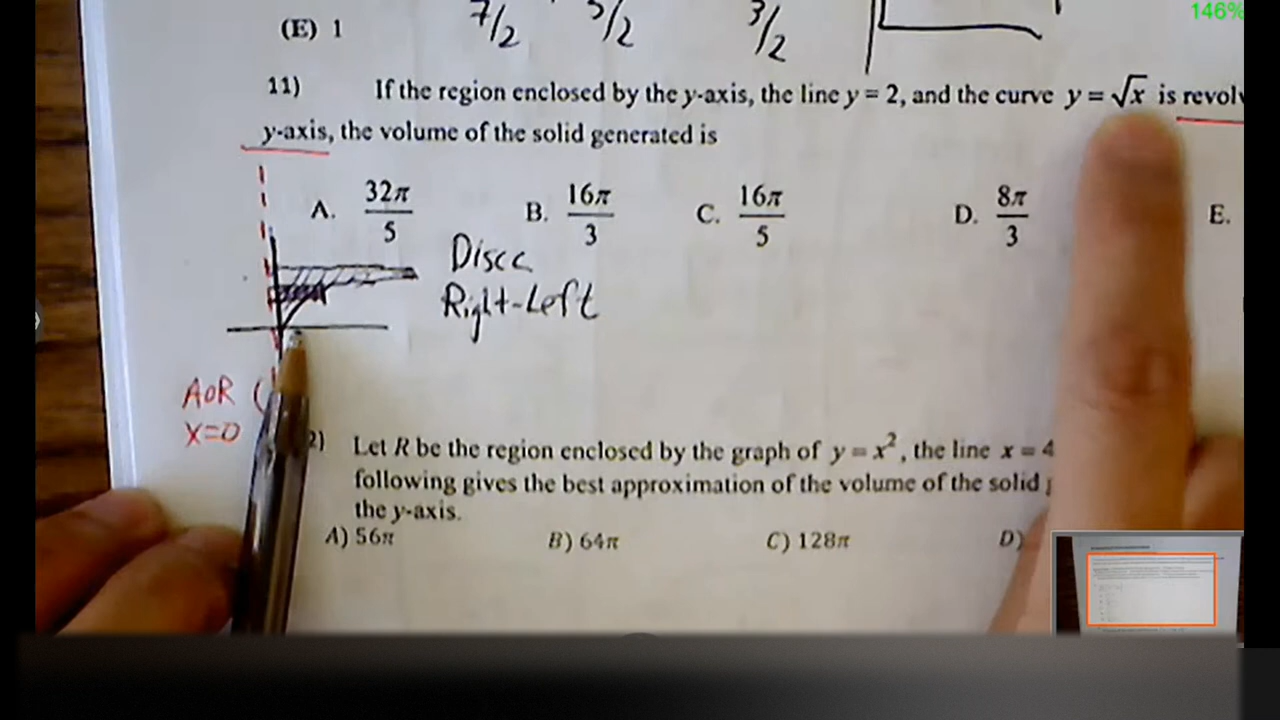 146%
(E) 1 7/2 5/2 3/2
11) If the region enclosed by the y-axis, the line y = 2, and the curve y = √x is
y-axis, the volume of the solid generated is
A. 32π/5 B. 16π/3 C. 16π/5 D. 8π/3 E.
Discc
Right-Left
AOR (
X=0
2) Let R be the region enclosed by the graph of y = x², the line x = 4
following gives the best approximation of the volume of the solid
the y-axis.
A) 56π B) 64π C) 128π D)